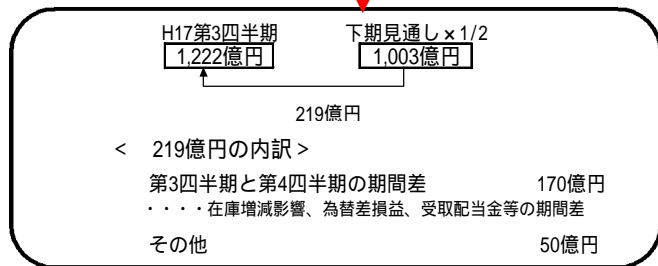 H17第3四半期 下期見通し×1/2
1,222億円 1,003億円
219億円
< 219億円の内訳>
第3四半期と第4四半期の期間差 170億円
・・・・在庫増減影響、為替差損益、受取配当金等の期間差
その他 50億円